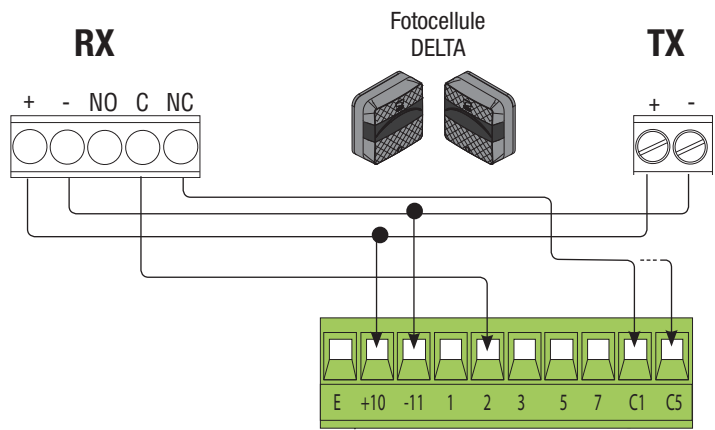 Fotocellule
DELTA
RX
TX
+ - NO C NC
+ -
E +10 -11 1 2 3 5 7 C1 C5